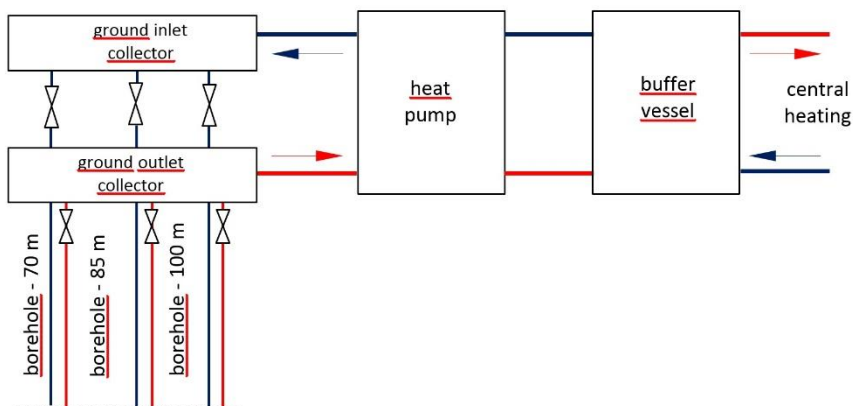 ground inlet
collector
heat
pump
buffer
vessel
central
heating
ground outlet
collector
borehole - 70 m
borehole - 85 m
borehole - 100 m